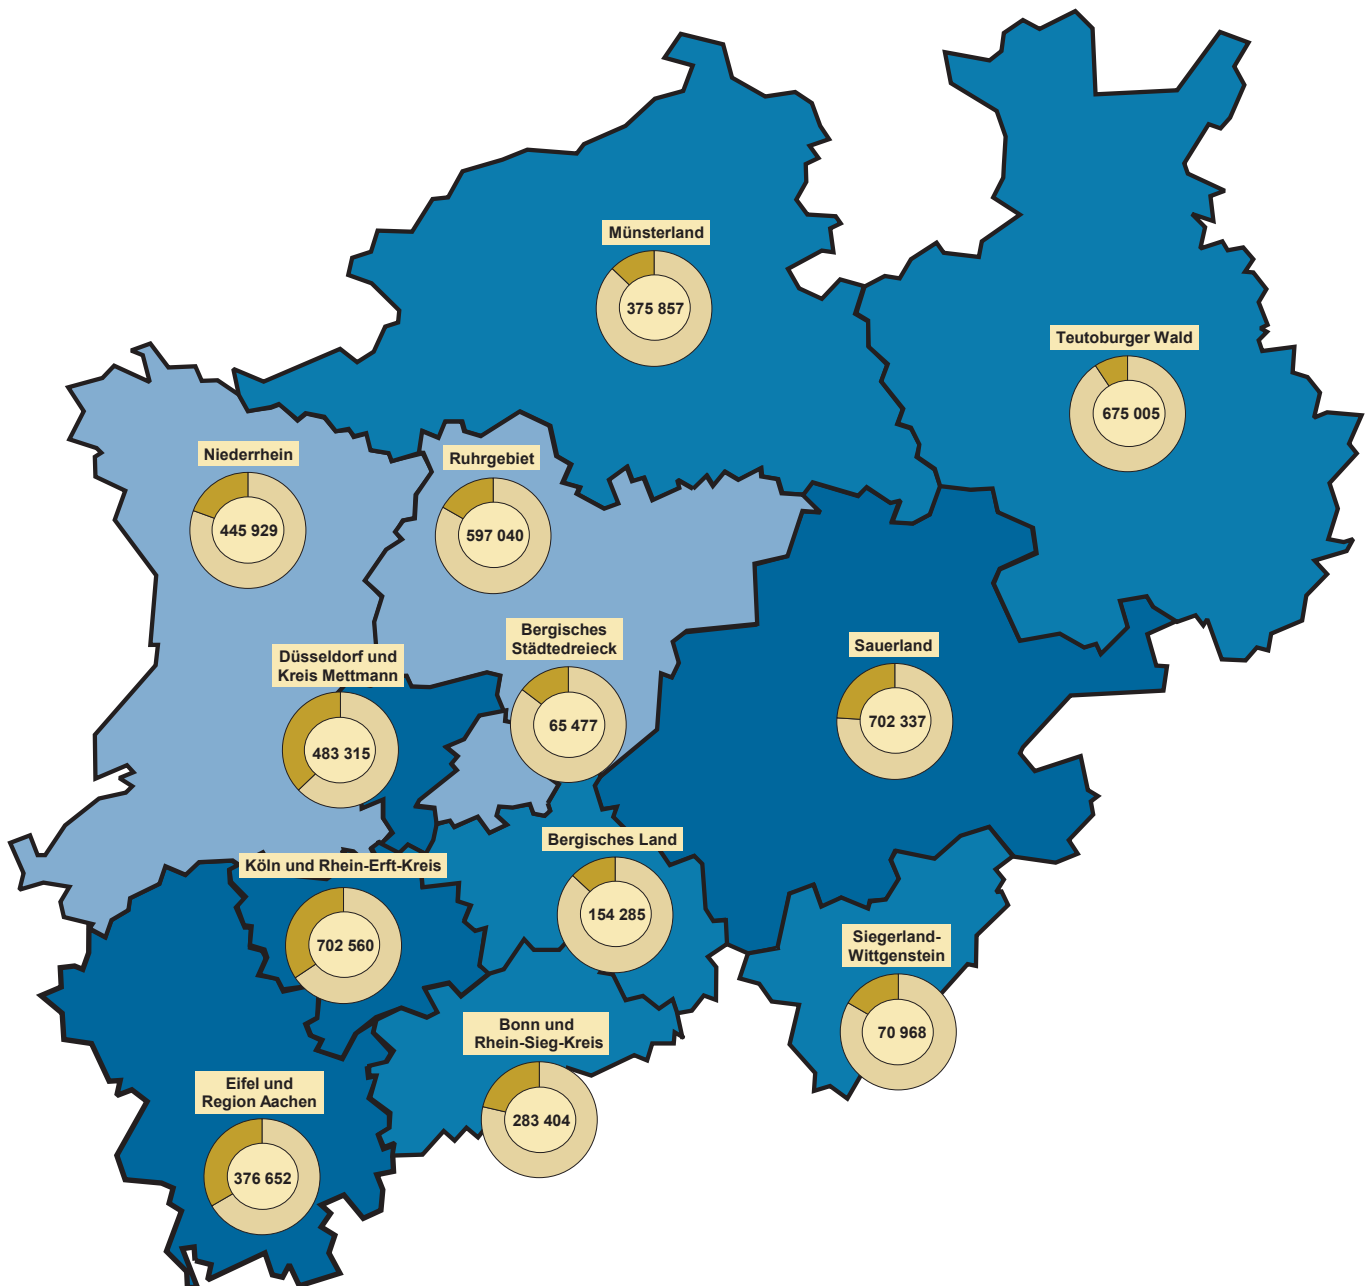 Münsterland
375 857
Teutoburger Wald
675 005
Niederrhein
445 929
Ruhrgebiet
597 040
Bergisches
Städtedreieck
65 477
Düsseldorf und
Kreis Mettmann
483 315
Sauerland
702 337
Bergisches Land
154 285
Köln und Rhein-Erft-Kreis
702 560
Siegerland-
Wittgenstein
70 968
Bonn und
Rhein-Sieg-Kreis
283 404
Eifel und
Region Aachen
376 652